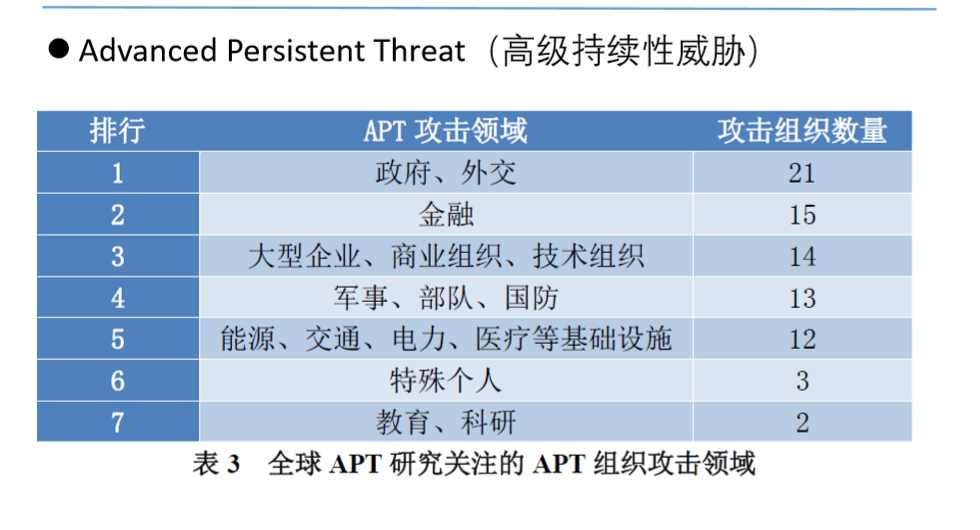 ● Advanced Persistent Threat（高级持续性威胁）
排行 APT 攻击领域 攻击组织数量
1 政府、外交 21
2 金融 15
3 大型企业、商业组织、技术组织 14
4 军事、部队、国防 13
5 能源、交通、电力、医疗等基础设施 12
6 特殊个人 3
7 教育、科研 2
表 3 全球 APT 研究关注的 APT 组织攻击领域